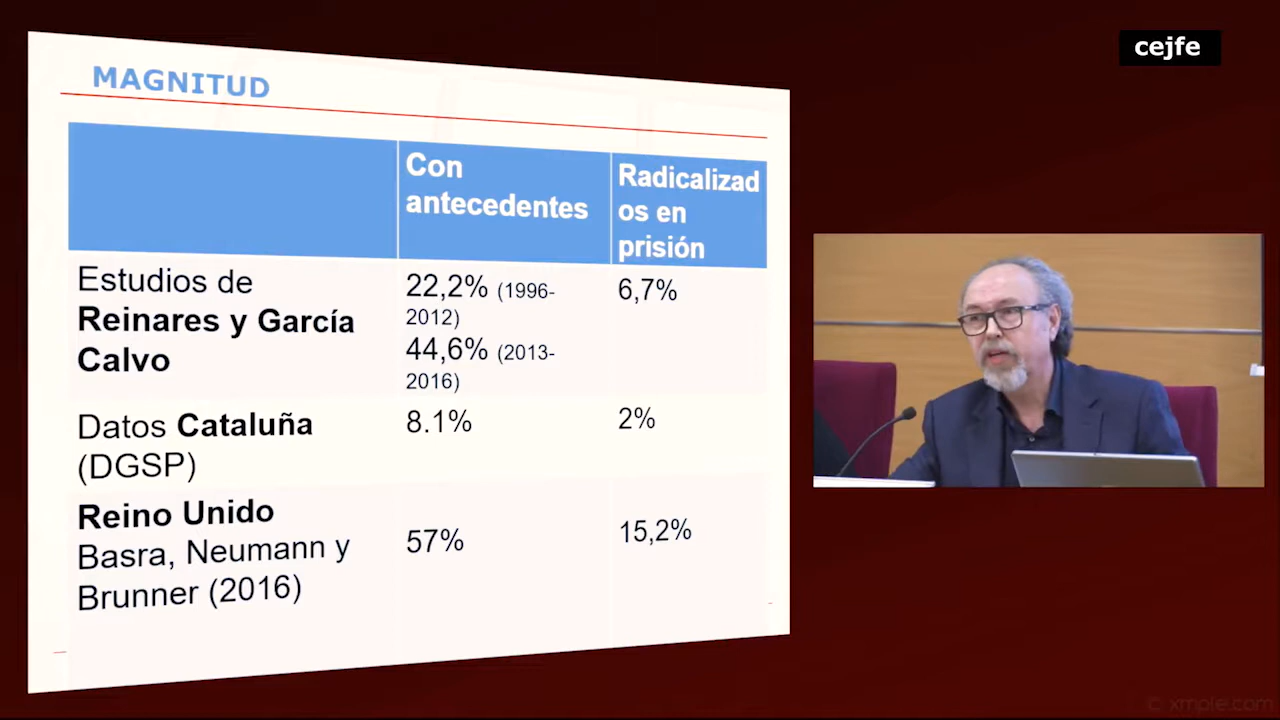 cejfe
MAGNITUD
Con
antecedentes
Radicalizad
os en
prisión
Estudios de
Reinares y García
Calvo
22,2% (1996-
2012)
44,6% (2013-
2016)
6,7%
Datos Cataluña
(DGSP)
8.1%
2%
Reino Unido
Basra, Neumann y
Brunner (2016)
57%
15,2%
© xmple.com